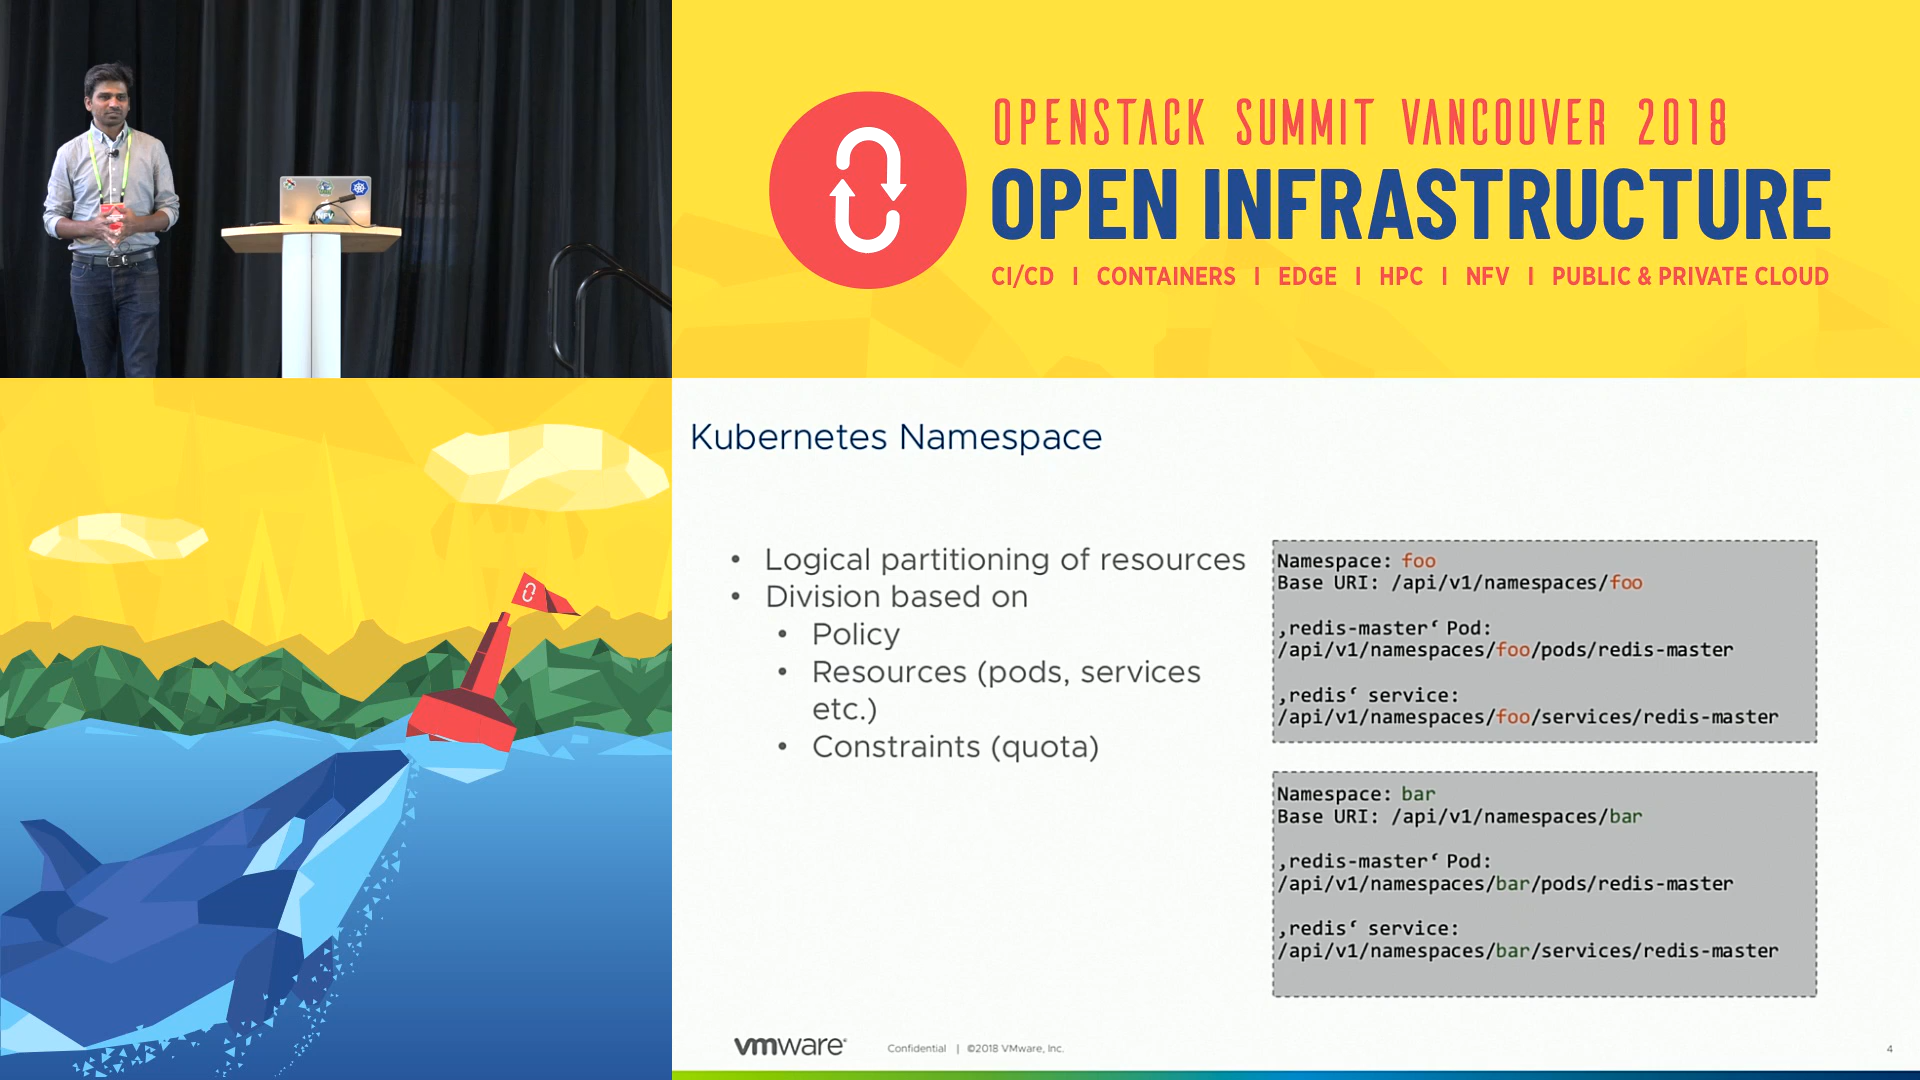 OPENSTACK SUMMIT VANCOUVER 2018
OPEN INFRASTRUCTURE
CI/CD | CONTAINERS | EDGE | HPC | NFV | PUBLIC & PRIVATE CLOUD
NFV
Kubernetes Namespace
• Logical partitioning of resources
• Division based on
• Policy
• Resources (pods, services
etc.)
• Constraints (quota)
Namespace: foo
Base URI: /api/v1/namespaces/foo
‚redis-master‘ Pod:
/api/v1/namespaces/foo/pods/redis-master
‚redis‘ service:
/api/v1/namespaces/foo/services/redis-master
Namespace: bar
Base URI: /api/v1/namespaces/bar
‚redis-master‘ Pod:
/api/v1/namespaces/bar/pods/redis-master
‚redis‘ service:
/api/v1/namespaces/bar/services/redis-master
vmware®
Confidential | ©2018 VMware, Inc.
4